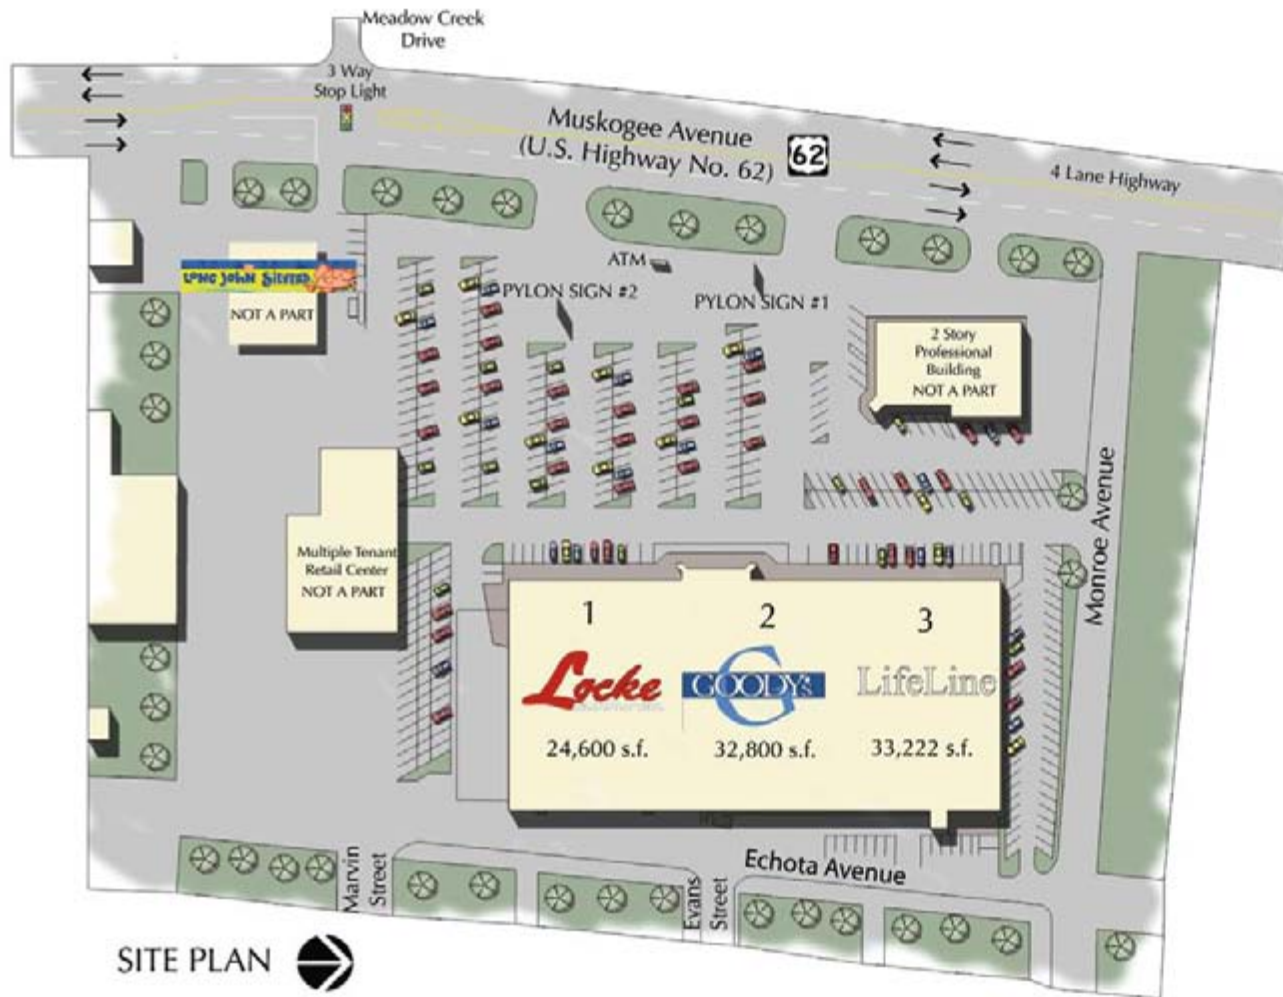 Meadow Creek
Drive
3 Way
Stop Light
Muskogee Avenue
(U.S. Highway No. 62)
62
4 Lane Highway
LONG JOHN SILVER'S
NOT A PART
ATM
PYLON SIGN #2
PYLON SIGN #1
2 Story
Professional
Building
NOT A PART
Multiple Tenant
Retail Center
NOT A PART
Monroe Avenue
1
2
3
Locke
GOODY's
G
LifeLine
24,600 s.f.
32,800 s.f.
33,222 s.f.
Marvin
Street
Evans
Street
Echota Avenue
SITE PLAN